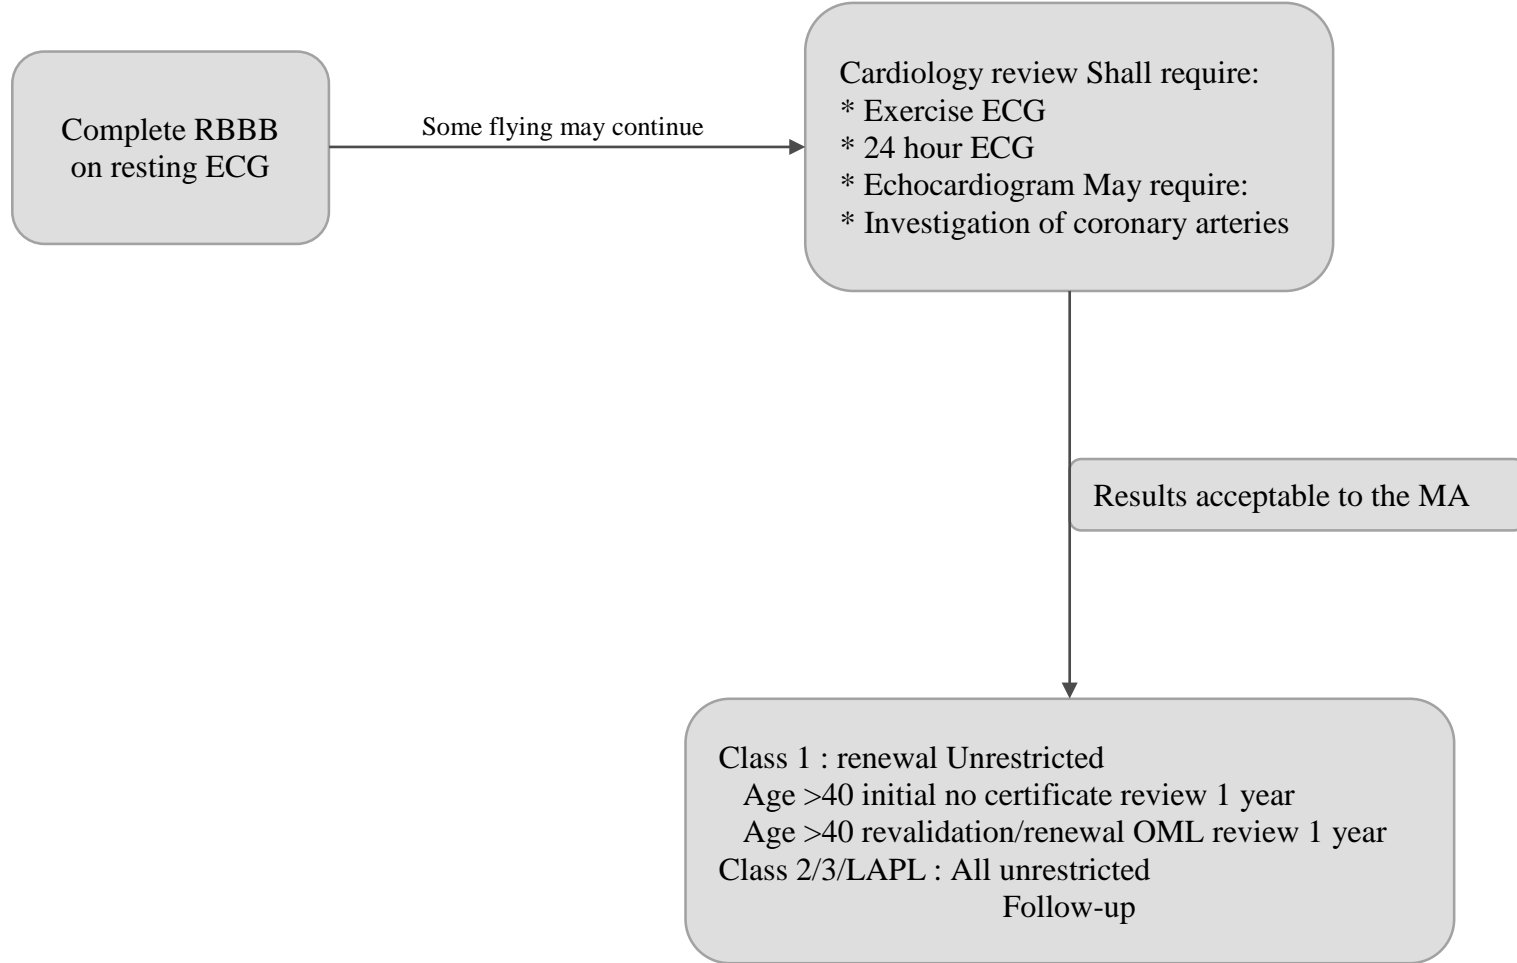 Complete RBBB
on resting ECG
Some flying may continue
Cardiology review Shall require:
* Exercise ECG
* 24 hour ECG
* Echocardiogram May require:
* Investigation of coronary arteries
Results acceptable to the MA
Class 1 : renewal Unrestricted
Age >40 initial no certificate review 1 year
Age >40 revalidation/renewal OML review 1 year
Class 2/3/LAPL : All unrestricted
Follow-up